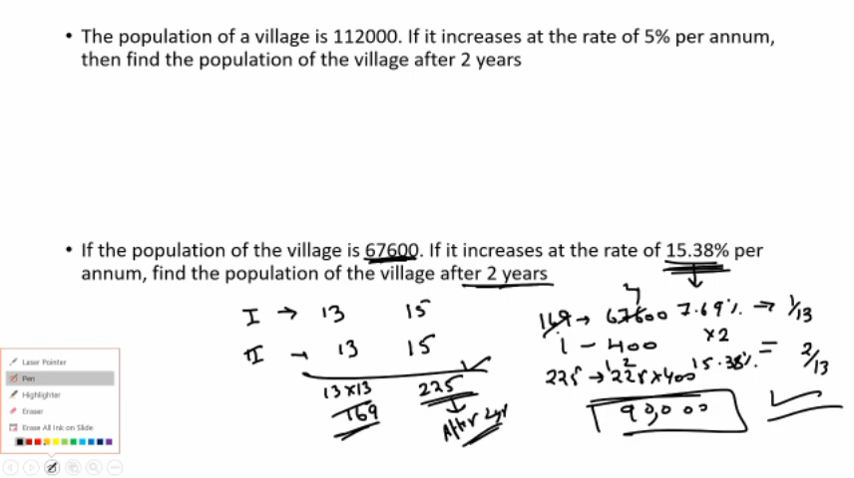 • The population of a village is 112000. If it increases at the rate of 5% per annum,
then find the population of the village after 2 years
• If the population of the village is 67600. If it increases at the rate of 15.38% per
annum, find the population of the village after 2 years
I → 13 15
II → 13 15
13×13 225
169 After 2yr
169 → 67600 7.69% ⇒ 1/13
1 - 400 ×2
225 → 225×400 15.38% = 2/13
90,000
Laser Pointer
Pen
Highlighter
Eraser
Erase All Ink on Slide